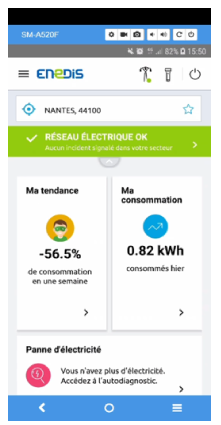 SM-A520F
82% 15:50
ENEDIS
NANTES, 44100
RÉSEAU ÉLECTRIQUE OK
Aucun incident signalé dans votre secteur
Ma tendance
-56.5%
de consommation
en une semaine
Ma
consommation
0.82 kWh
consommés hier
Panne d'électricité
Vous n'avez plus d'électricité.
Accédez à l'autodiagnostic.